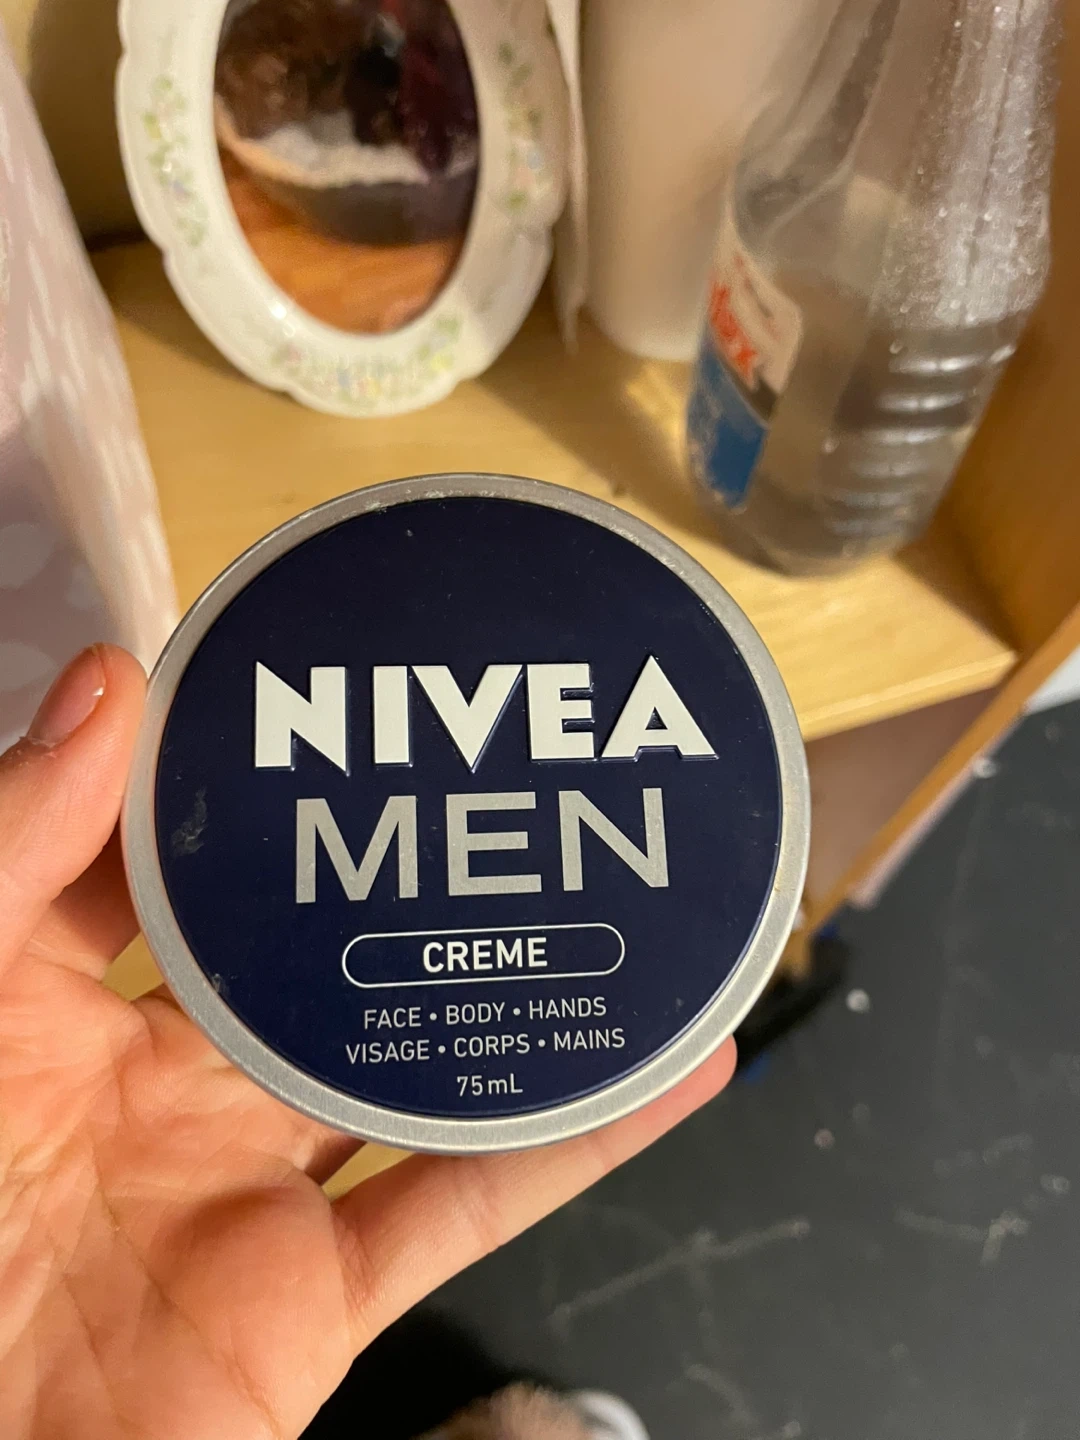 NIVEA
MEN
CREME
FACE • BODY • HANDS
VISAGE • CORPS • MAINS
75mL